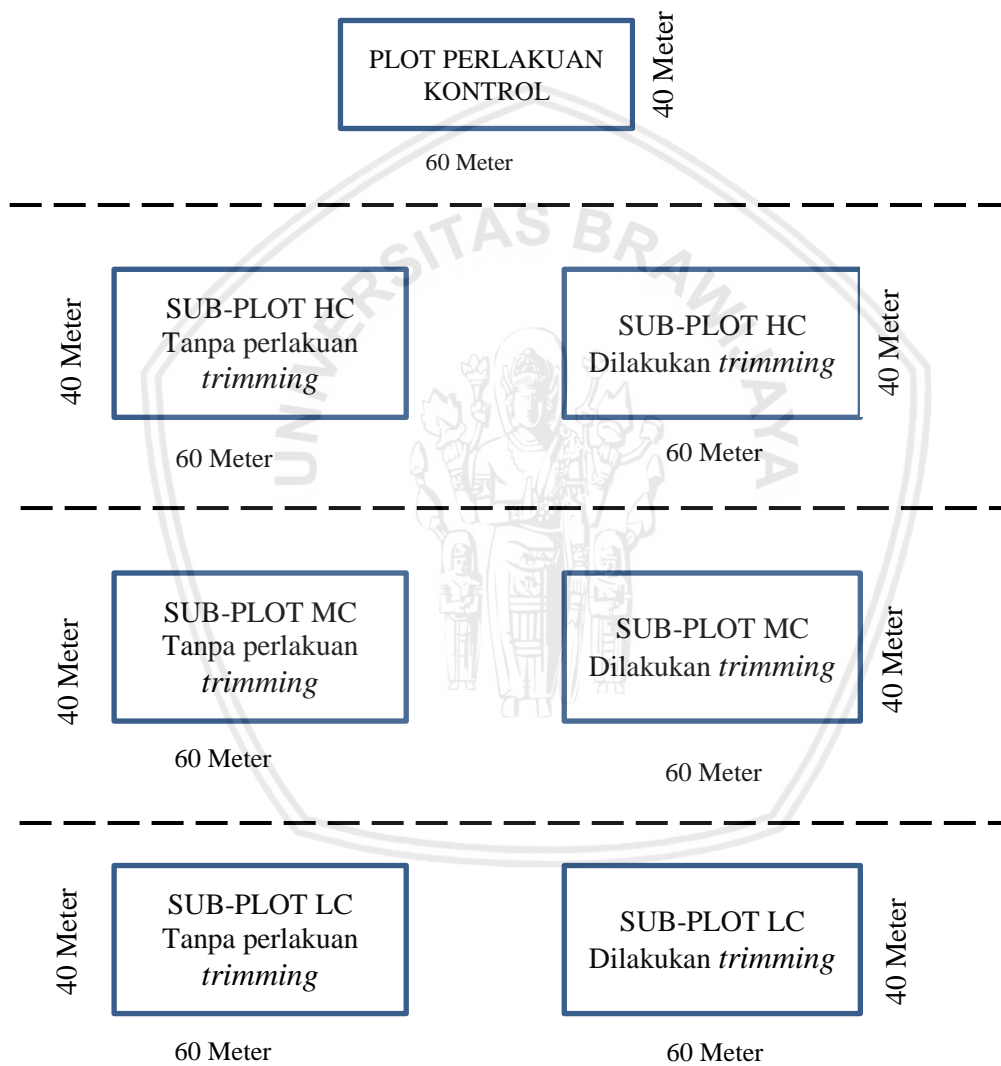 PLOT PERLAKUAN
KONTROL
40 Meter
60 Meter
UNIVERSITAS BRAWIJAYA
40 Meter
SUB-PLOT HC
Tanpa perlakuan
trimming
60 Meter
SUB-PLOT HC
Dilakukan trimming
40 Meter
60 Meter
40 Meter
SUB-PLOT MC
Tanpa perlakuan
trimming
60 Meter
SUB-PLOT MC
Dilakukan trimming
40 Meter
60 Meter
40 Meter
SUB-PLOT LC
Tanpa perlakuan
trimming
60 Meter
SUB-PLOT LC
Dilakukan trimming
40 Meter
60 Meter